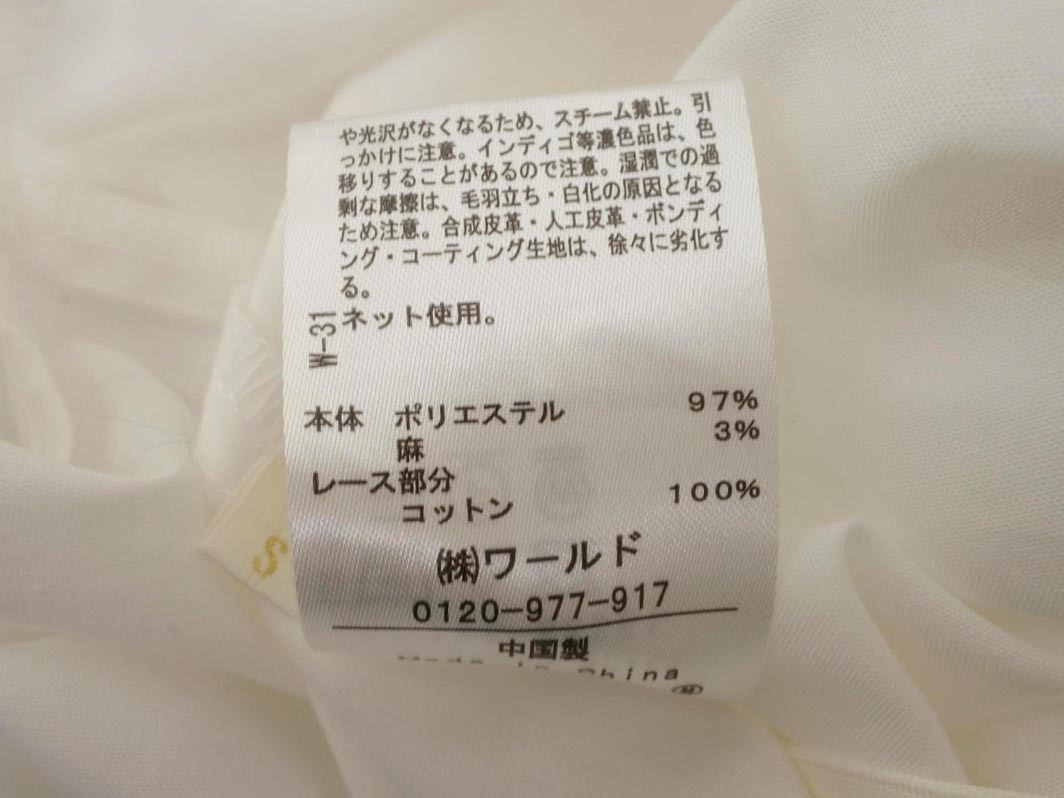 や光沢がなくなるため、スチーム禁止。引
っかけに注意。インディゴ等濃色品は、色
移りすることがあるので注意。湿潤での過
剰な摩擦は、毛羽立ち・白化の原因となる
ため注意。合成皮革・人工皮革・ボンディ
ング・コーティング生地は、徐々に劣化す
る。
W-31
ネット使用。
本体 ポリエステル 97%
麻 3%
レース部分
コットン 100%
㈱ワールド
0120-977-917
中国製
Made in China
S